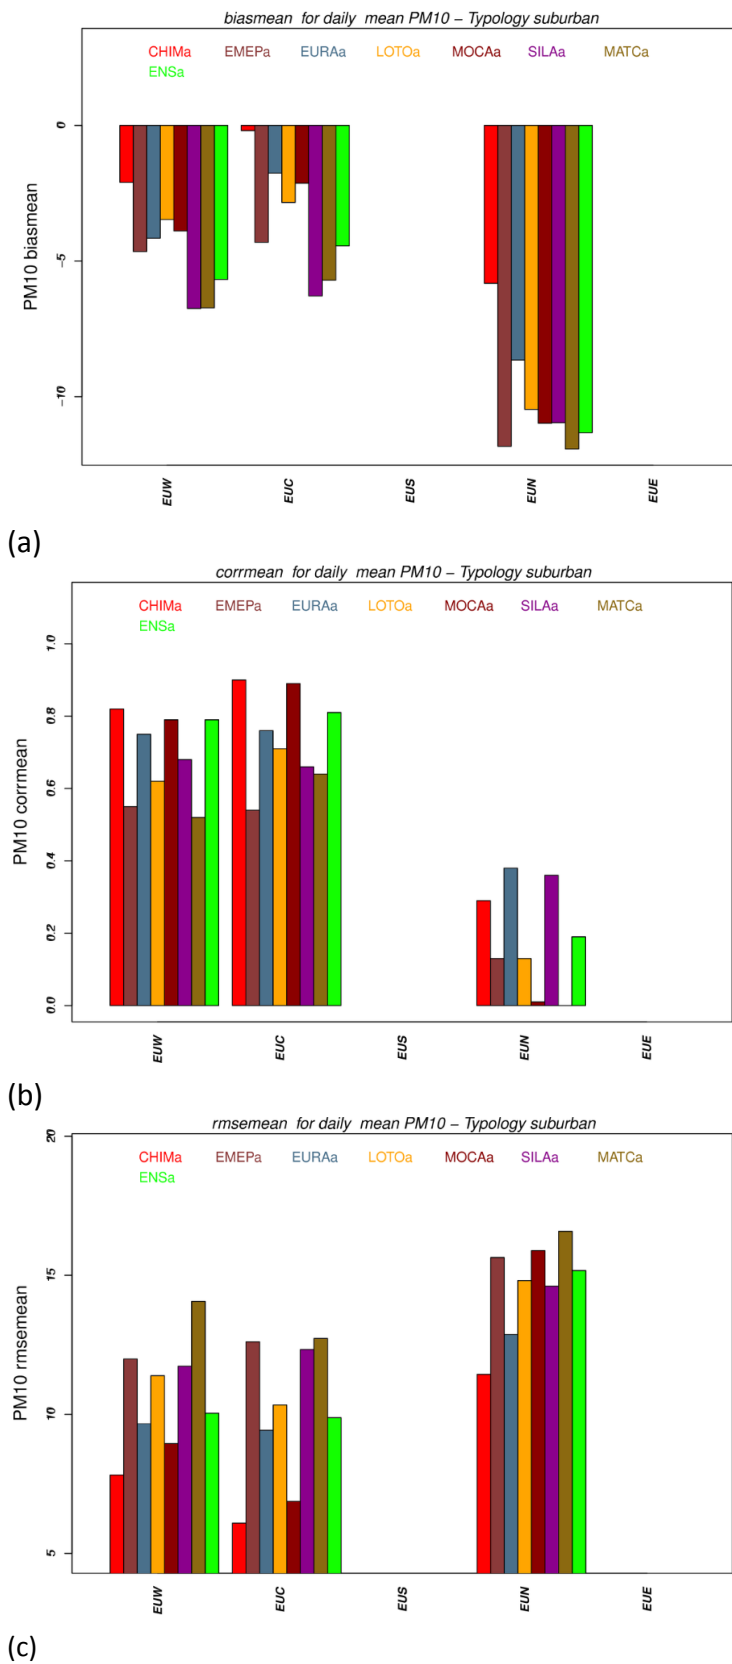 biasmean for daily mean PM10 – Typology suburban
CHIMa EMEPa EURAa LOTOa MOCAa SILAa MATCa
ENSa
PM10 biasmean
0
−5
−10
EUW EUC EUS EUN EUE
(a)
corrmean for daily mean PM10 – Typology suburban
CHIMa EMEPa EURAa LOTOa MOCAa SILAa MATCa
ENSa
PM10 corrmean
1.0
0.8
0.6
0.4
0.2
0.0
EUW EUC EUS EUN EUE
(b)
rmsemean for daily mean PM10 – Typology suburban
CHIMa EMEPa EURAa LOTOa MOCAa SILAa MATCa
ENSa
PM10 rmsemean
20
15
10
5
EUW EUC EUS EUN EUE
(c)